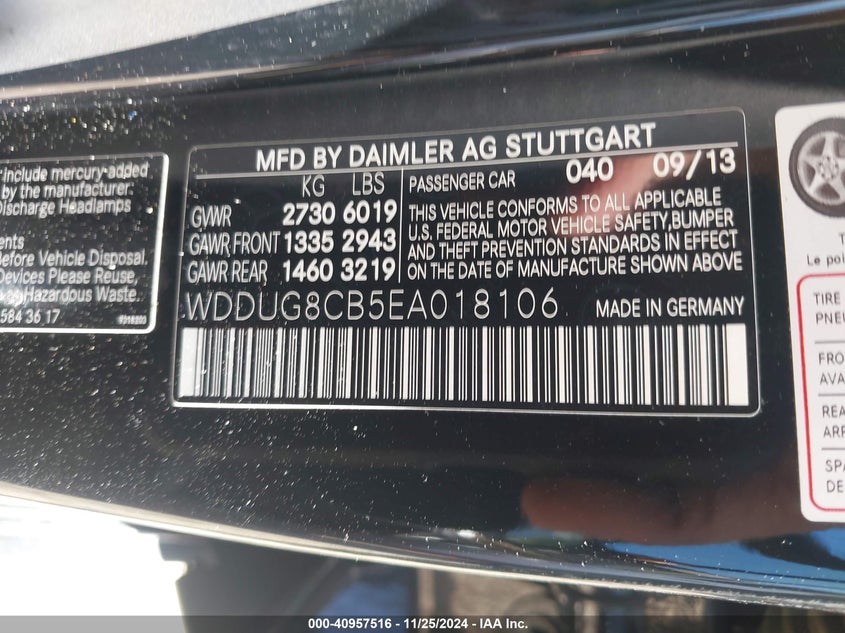 include mercury-added
by the manufacturer.
Discharge Headlamps
Before Vehicle Disposal.
Devices Please Reuse,
Hazardous Waste.
584 36 17
MFD BY DAIMLER AG STUTTGART
KG LBS
GVWR 2730 6019
GAWR FRONT 1335 2943
GAWR REAR 1460 3219
PASSENGER CAR 040 09/13
THIS VEHICLE CONFORMS TO ALL APPLICABLE
U.S. FEDERAL MOTOR VEHICLE SAFETY,BUMPER
AND THEFT PREVENTION STANDARDS IN EFFECT
ON THE DATE OF MANUFACTURE SHOWN ABOVE
WDDUG8CB5EA018106 MADE IN GERMANY
Le poi
TIRE
PNEU
FRO
AVA
REA
ARR
SPA
DE
000-40957516 - 11/25/2024 - IAA Inc.